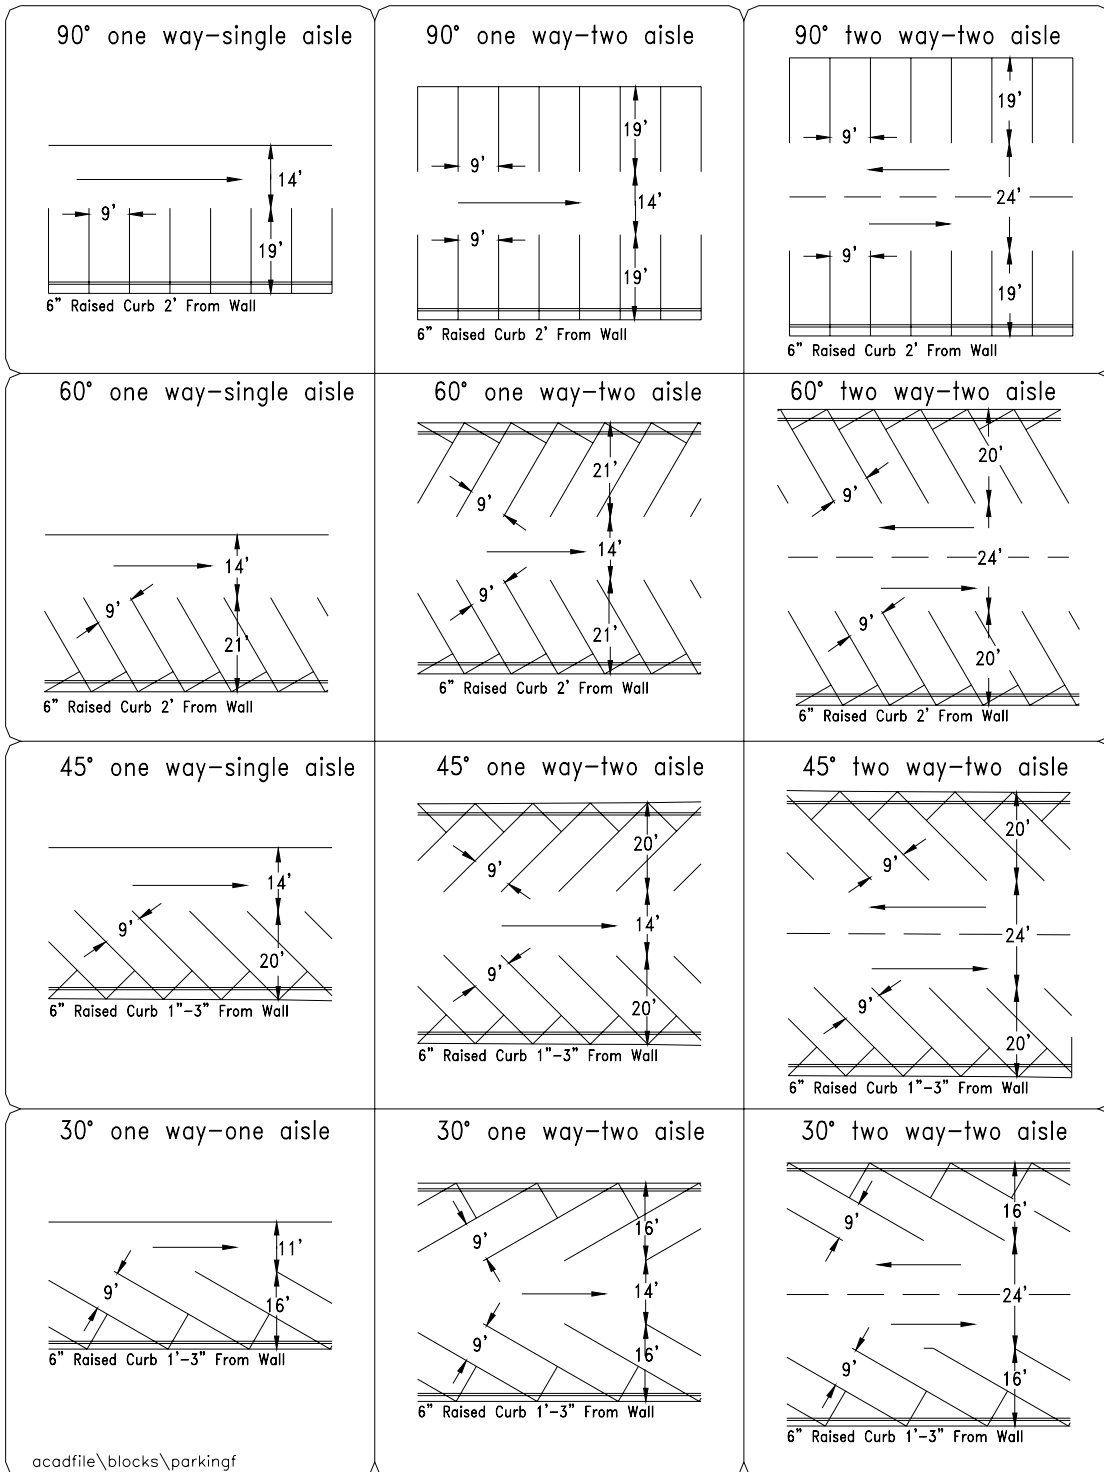 90° one way-single aisle
14'
9'
19'
6" Raised Curb 2' From Wall
90° one way-two aisle
19'
9'
14'
9'
19'
6" Raised Curb 2' From Wall
90° two way-two aisle
19'
9'
24'
9'
19'
6" Raised Curb 2' From Wall
60° one way-single aisle
14'
9'
21'
6" Raised Curb 2' From Wall
60° one way-two aisle
21'
9'
14'
9'
21'
6" Raised Curb 2' From Wall
60° two way-two aisle
20'
9'
24'
9'
20'
6" Raised Curb 2' From Wall
45° one way-single aisle
14'
9'
20'
6" Raised Curb 1"-3" From Wall
45° one way-two aisle
20'
9'
14'
9'
20'
6" Raised Curb 1"-3" From Wall
45° two way-two aisle
20'
9'
24'
9'
20'
6" Raised Curb 1"-3" From Wall
30° one way-one aisle
11'
9'
16'
6" Raised Curb 1'-3" From Wall
30° one way-two aisle
16'
9'
14'
9'
16'
6" Raised Curb 1'-3" From Wall
30° two way-two aisle
16'
9'
24'
9'
16'
6" Raised Curb 1'-3" From Wall
acadfile\blocks\parkingf